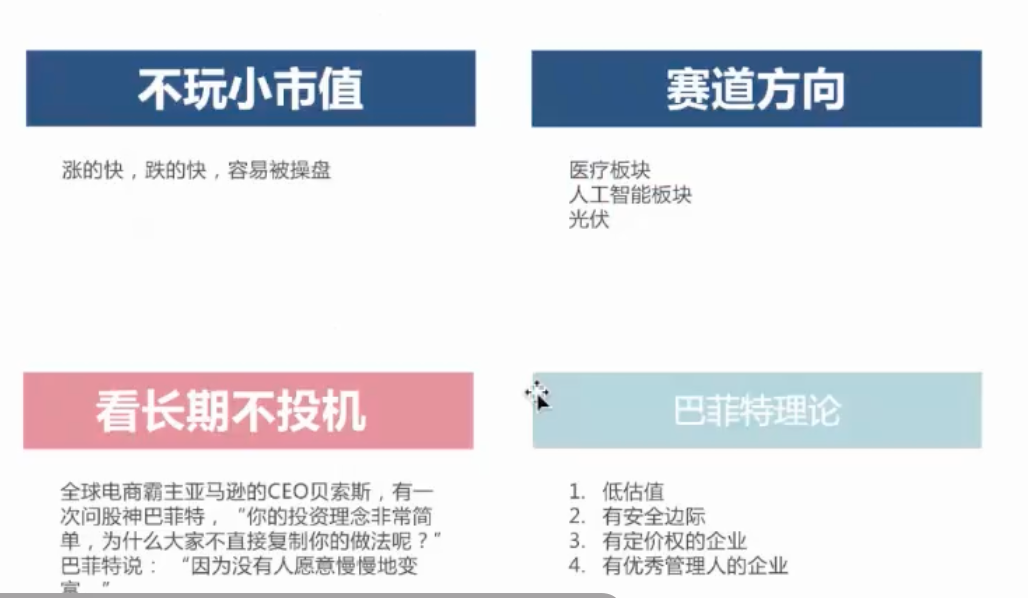 不玩小市值
涨的快，跌的快，容易被操盘
赛道方向
医疗板块
人工智能板块
光伏
看长期不投机
全球电商霸主亚马逊的CEO贝索斯，有一
次问股神巴菲特，“你的投资理念非常简
单，为什么大家不直接复制你的做法呢？”
巴菲特说：“因为没有人愿意慢慢地变
富。”
巴菲特理论
1. 低估值
2. 有安全边际
3. 有定价权的企业
4. 有优秀管理人的企业